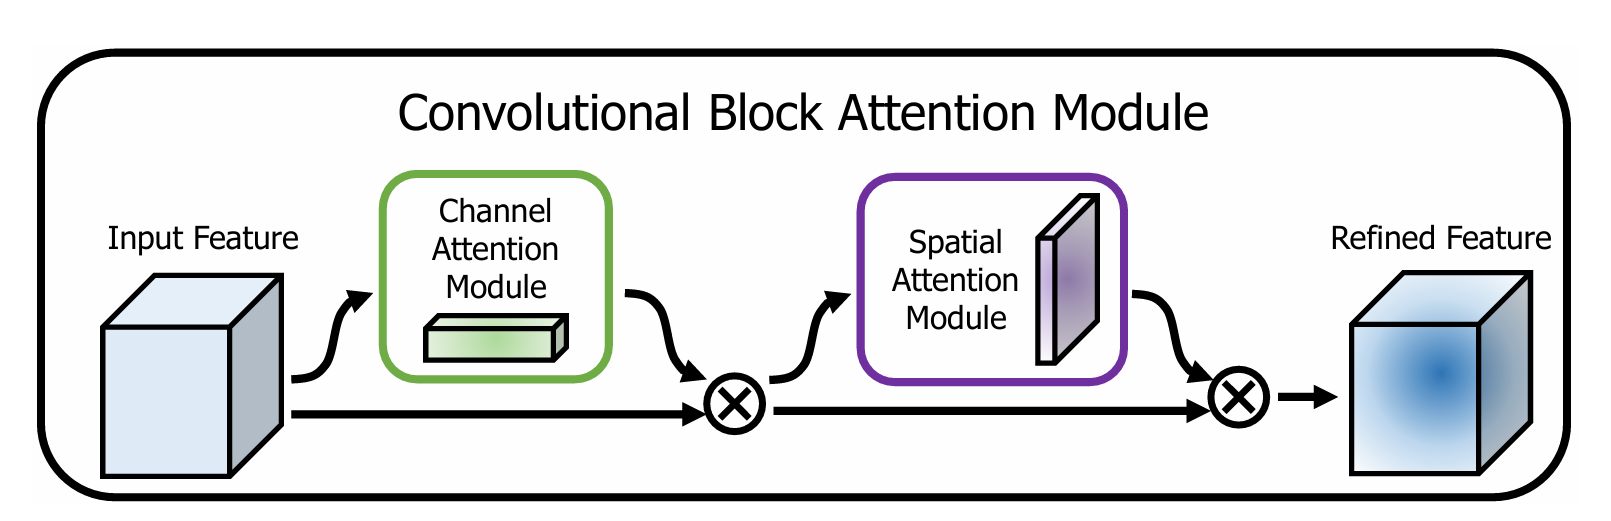 Convolutional Block Attention Module
Input Feature
Channel
Attention
Module
Spatial
Attention
Module
Refined Feature